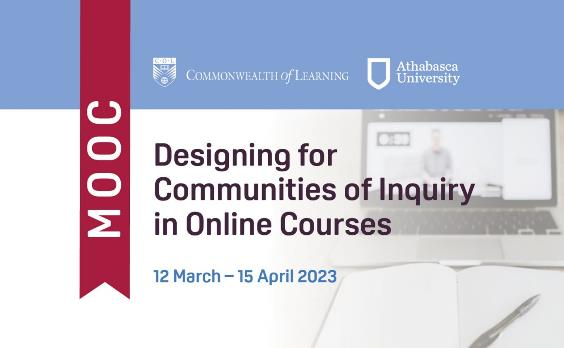 COL
COMMONWEALTH of LEARNING
Athabasca
University
MOOC
Designing for
Communities of Inquiry
in Online Courses
12 March – 15 April 2023